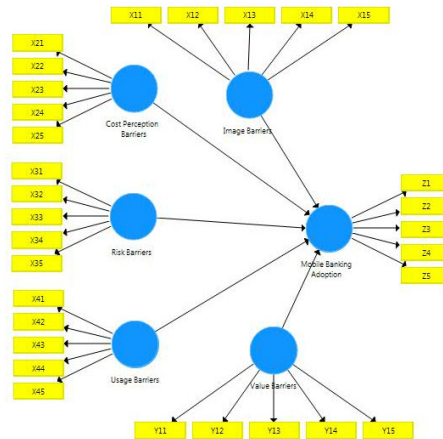 X11
X12
X13
X14
X15
X21
X22
X23
X24
X25
Cost Perception
Barriers
Image Barriers
X31
X32
X33
X34
X35
Risk Barriers
Z1
Z2
Z3
Z4
Z5
Mobile Banking
Adoption
X41
X42
X43
X44
X45
Usage Barriers
Value Barriers
Y11
Y12
Y13
Y14
Y15